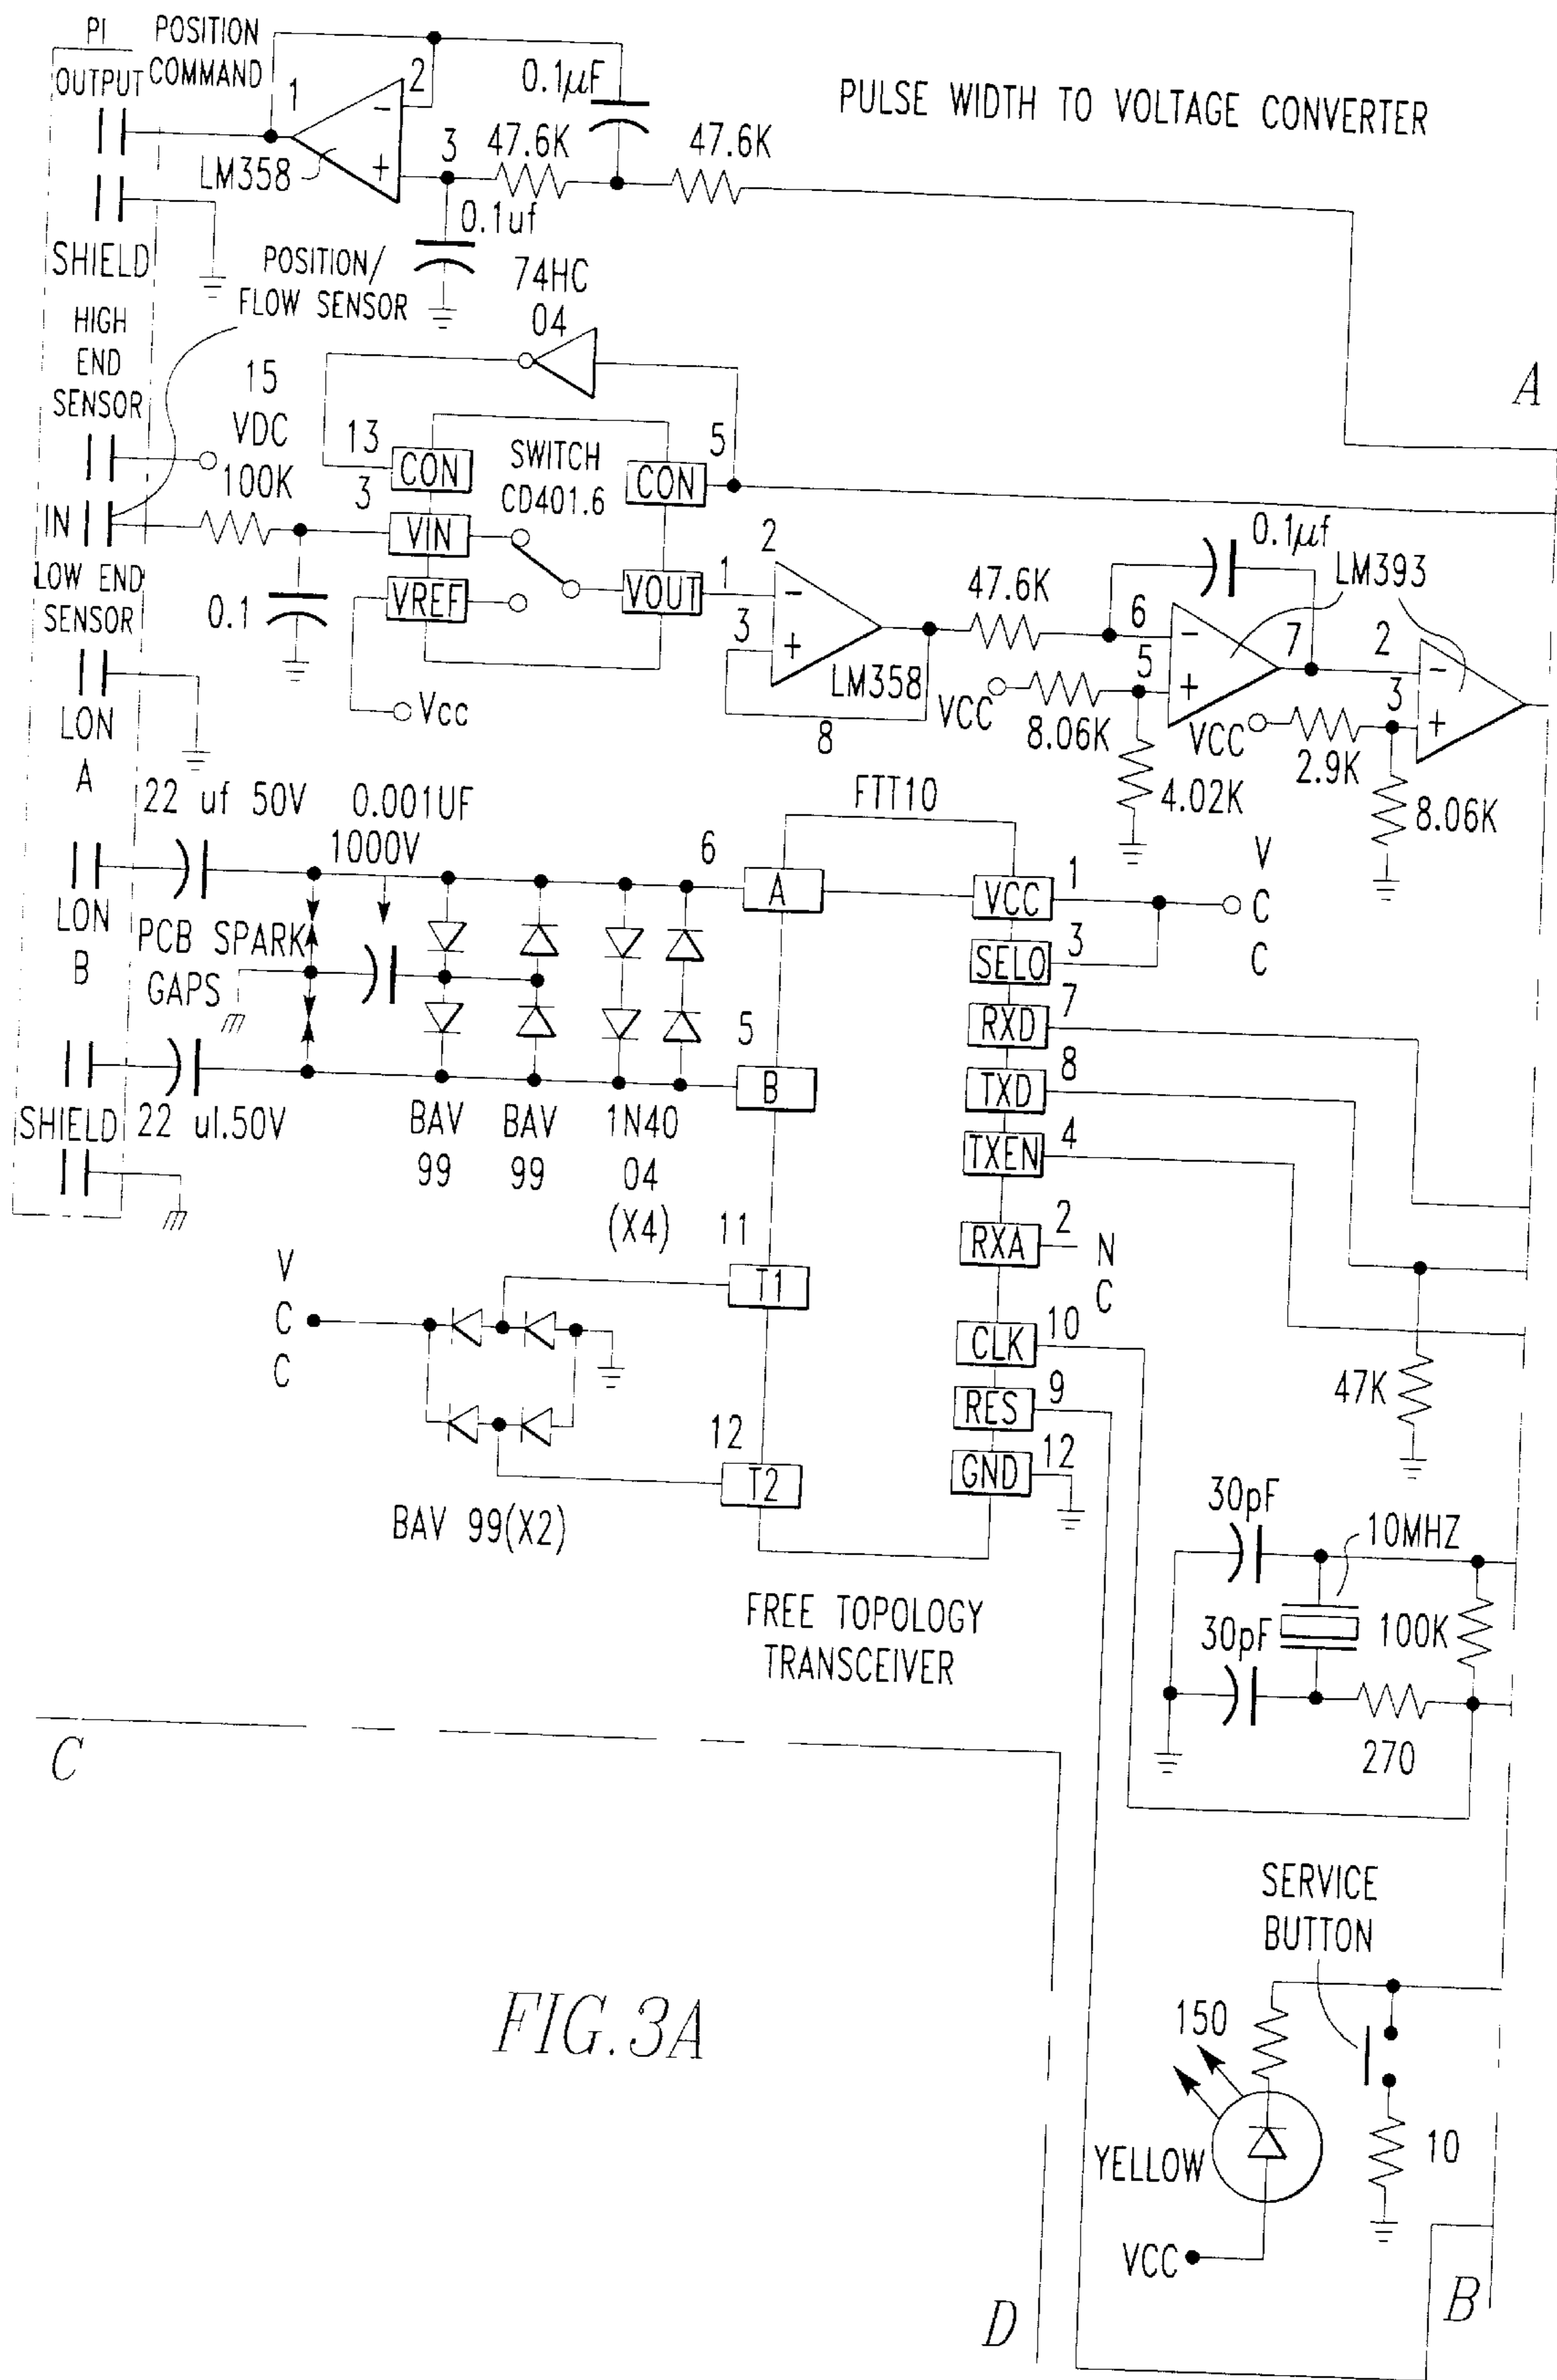 PI
OUTPUT
POSITION
COMMAND
1
2
0.1µF
PULSE WIDTH TO VOLTAGE CONVERTER
LM358
3
47.6K
47.6K
0.1uf
SHIELD
POSITION/
FLOW SENSOR
74HC
04
HIGH
END
SENSOR
15
VDC
A
13
CON
SWITCH
CD401.6
5
CON
100K
3
IN
VIN
VREF
VOUT
1
0.1
Vcc
LOW END
SENSOR
2
3
LM358
8
47.6K
0.1µf
LM393
6
5
7
VCC
8.06K
4.02K
2
3
VCC
2.9K
8.06K
LON
A
22 uf 50V
0.001UF
1000V
FTT10
6
A
VCC
1
V
C
C
LON
B
PCB SPARK
GAPS
SELO
3
RXD
7
5
B
TXD
8
SHIELD
22 ul.50V
BAV
99
BAV
99
1N40
04
(X4)
TXEN
4
RXA
2
N
C
11
T1
V
C
C
CLK
10
RES
9
47K
12
T2
GND
12
BAV 99(X2)
30pF
10MHZ
30pF
100K
270
FREE TOPOLOGY
TRANSCEIVER
C
SERVICE
BUTTON
150
YELLOW
10
VCC
FIG.3A
D
B